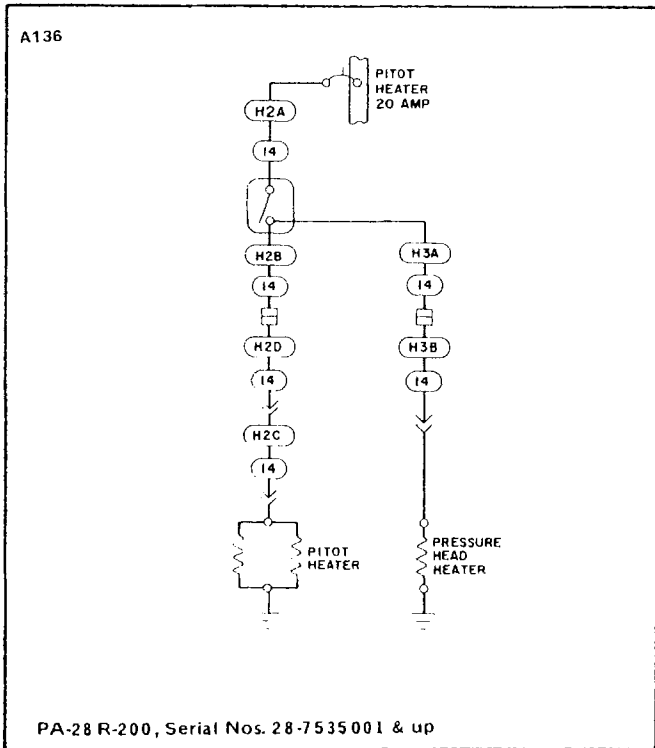 A136
PITOT
HEATER
20 AMP
H2A
14
H2B
H3A
14
14
H2D
H3B
14
14
H2C
14
PITOT
HEATER
PRESSURE
HEAD
HEATER
PA-28 R-200, Serial Nos. 28-7535001 & up